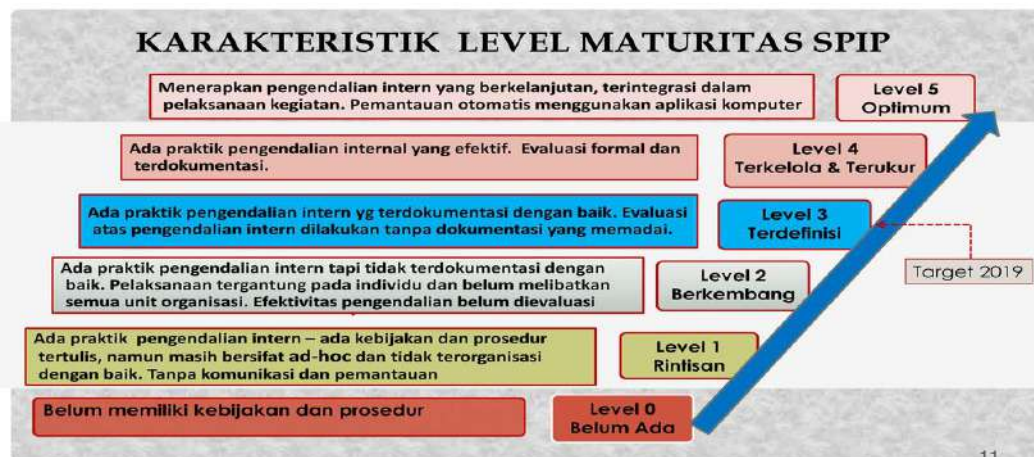 KARAKTERISTIK LEVEL MATURITAS SPIP
Menerapkan pengendalian intern yang berkelanjutan, terintegrasi dalam
pelaksanaan kegiatan. Pemantauan otomatis menggunakan aplikasi komputer
Level 5
Optimum
Ada praktik pengendalian internal yang efektif. Evaluasi formal dan
terdokumentasi.
Level 4
Terkelola & Terukur
Ada praktik pengendalian intern yg terdokumentasi dengan baik. Evaluasi
atas pengendalian intern dilakukan tanpa dokumentasi yang memadai.
Level 3
Terdefinisi
Target 2019
Ada praktik pengendalian intern tapi tidak terdokumentasi dengan
baik. Pelaksanaan tergantung pada individu dan belum melibatkan
semua unit organisasi. Efektivitas pengendalian belum dievaluasi
Level 2
Berkembang
Ada praktik pengendalian intern – ada kebijakan dan prosedur
tertulis, namun masih bersifat ad-hoc dan tidak terorganisasi
dengan baik. Tanpa komunikasi dan pemantauan
Level 1
Rintisan
Belum memiliki kebijakan dan prosedur
Level 0
Belum Ada
11